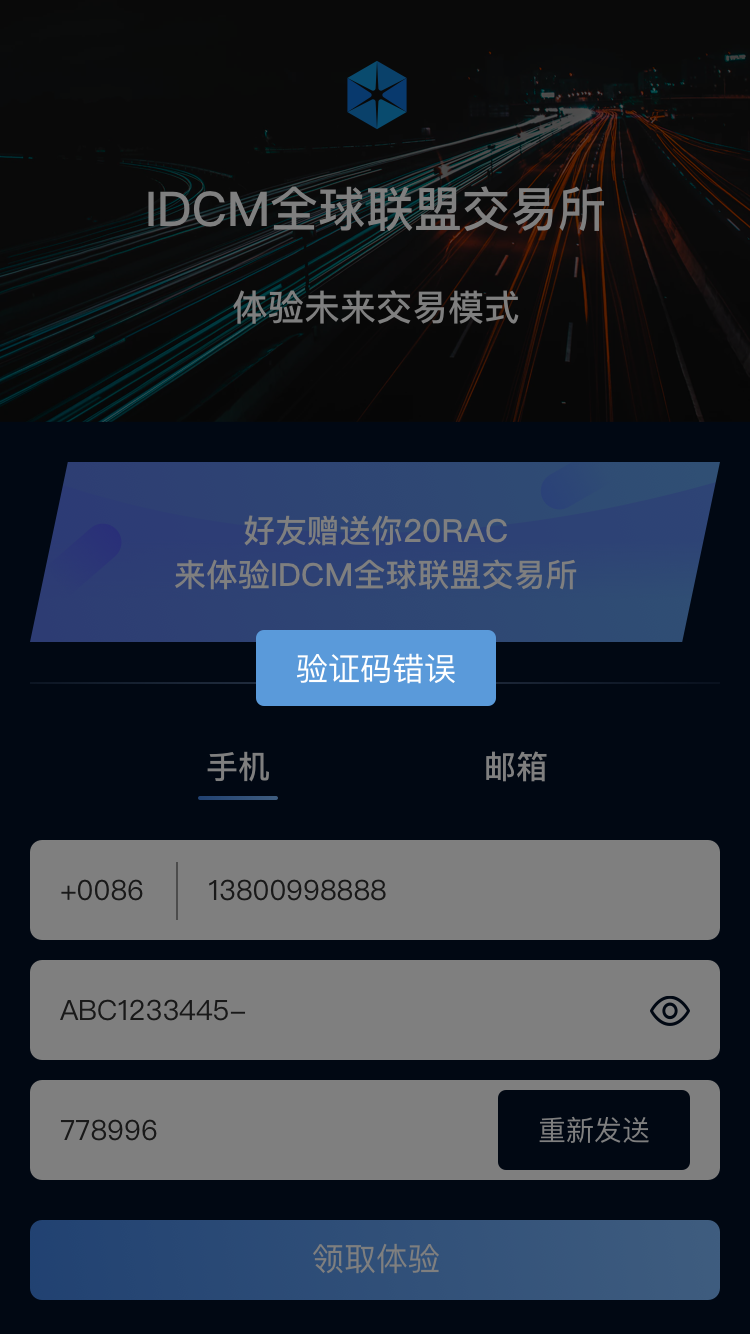 IDCM全球联盟交易所
体验未来交易模式
好友赠送你20RAC
来体验IDCM全球联盟交易所
验证码错误
手机
邮箱
+0086
13800998888
ABC1233445–
778996
重新发送
领取体验